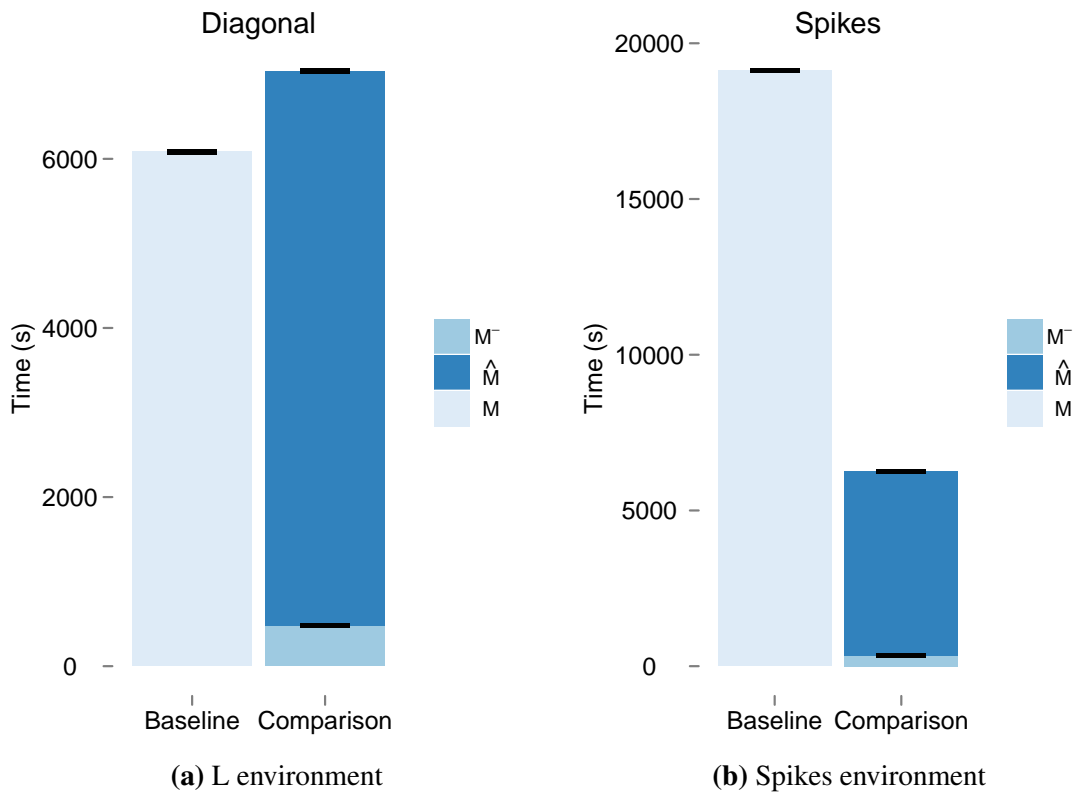 Diagonal
Time (s)
6000
4000
2000
0
Baseline Comparison
M⁻
M̂
M
(a) L environment
Spikes
Time (s)
20000
15000
10000
5000
0
Baseline Comparison
M⁻
M̂
M
(b) Spikes environment